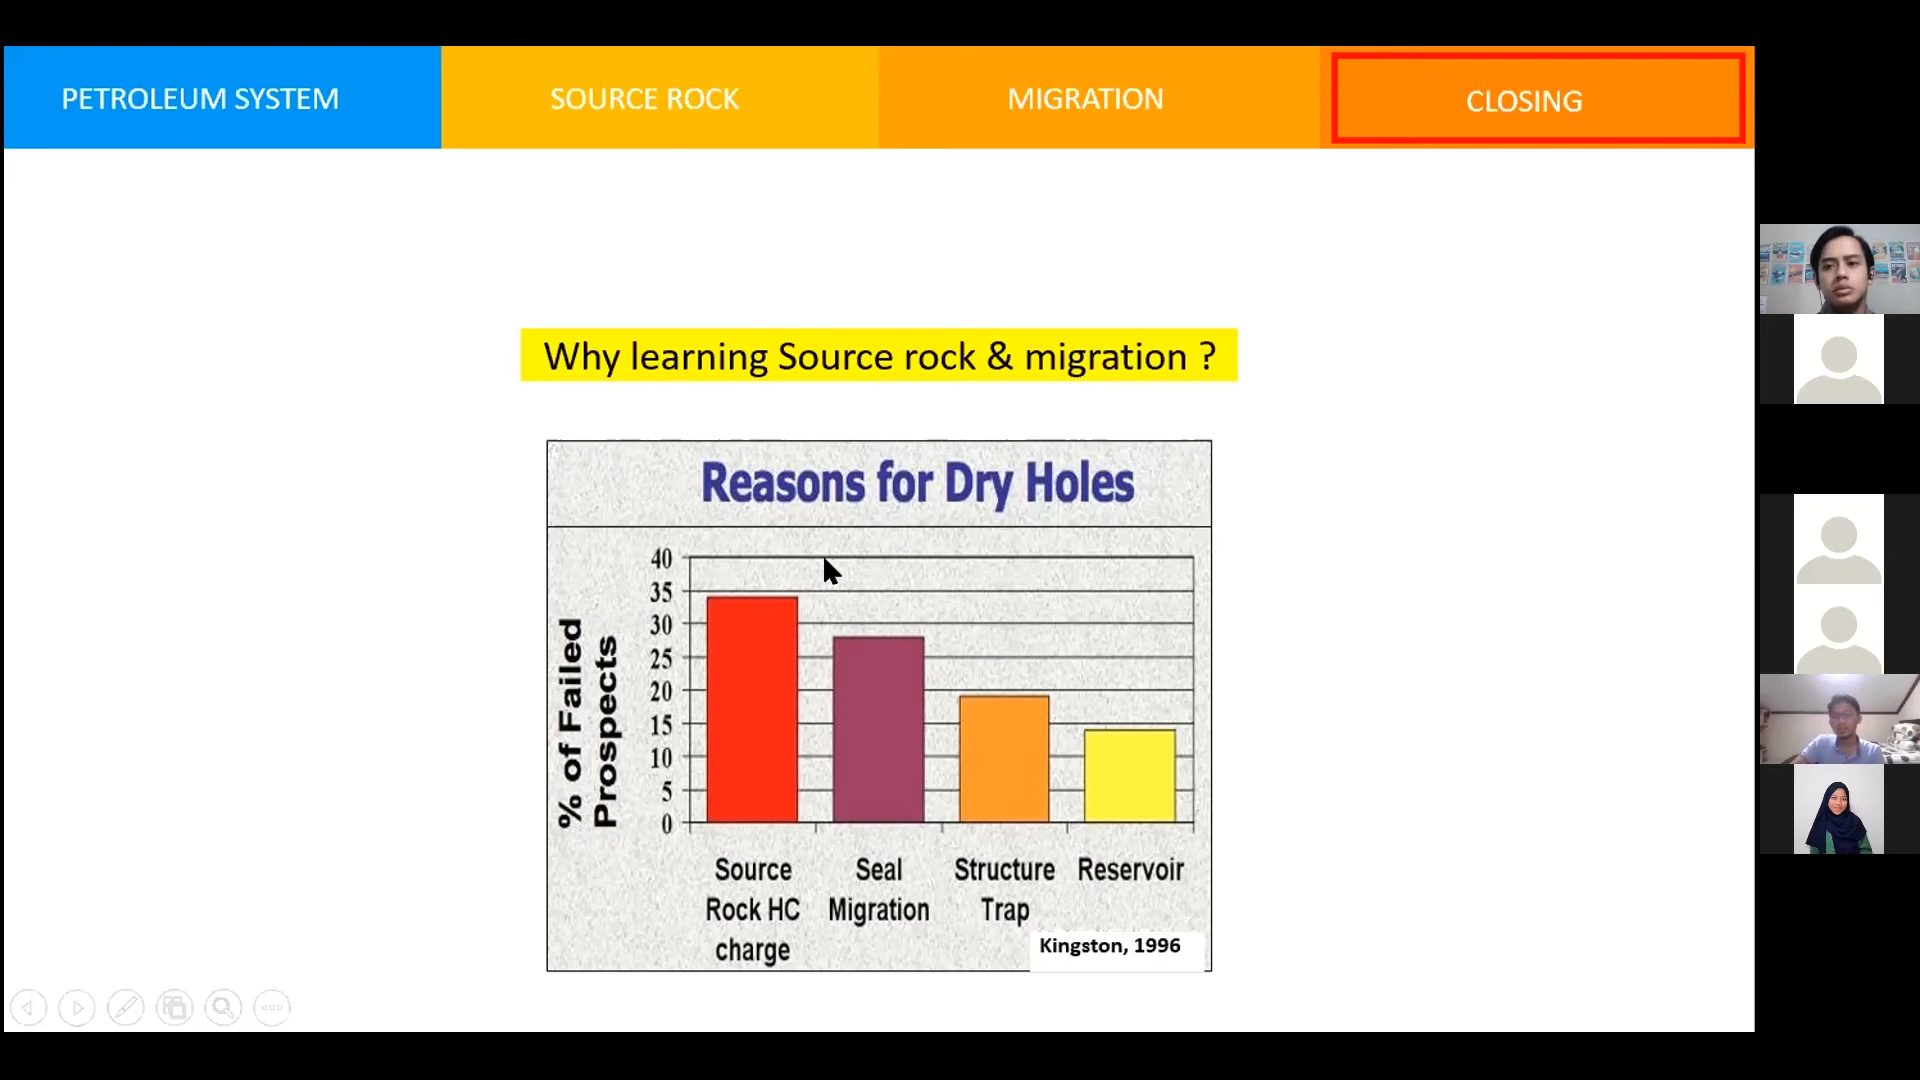 PETROLEUM SYSTEM
SOURCE ROCK
MIGRATION
CLOSING
Why learning Source rock & migration ?
Reasons for Dry Holes
% of Failed
Prospects
40
35
30
25
20
15
10
5
0
Source
Rock HC
charge
Seal
Migration
Structure
Trap
Reservoir
Kingston, 1996